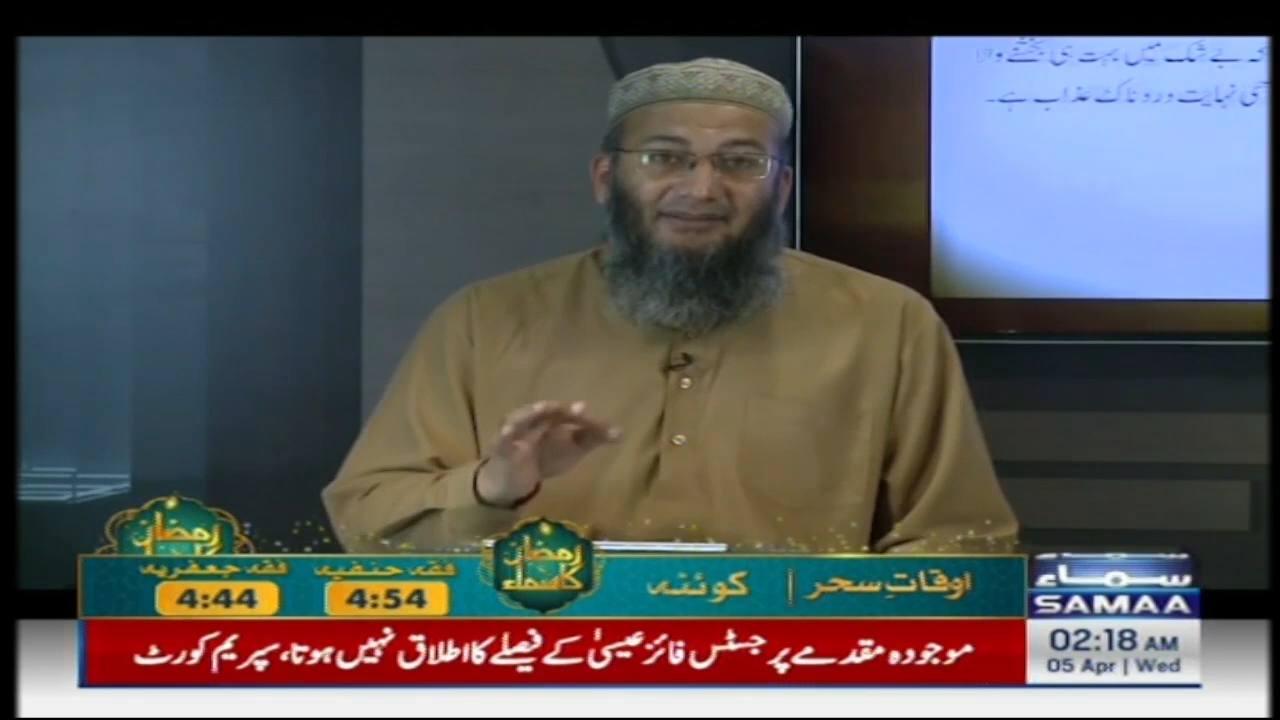 کہ بے شک میں بہت ہی بخشنے والا
بھی نہایت دردناک عذاب ہے۔
رمضان
رمضان
کا سماء
اوقاتِ سحر | کوئٹہ
فقہ حنفیہ
4:54
فقہ جعفریہ
4:44
سماء
SAMAA
موجودہ مقدمے پر جسٹس فائز عیسیٰ کے فیصلے کا اطلاق نہیں ہوتا، سپریم کورٹ
02:18 AM
05 Apr | Wed